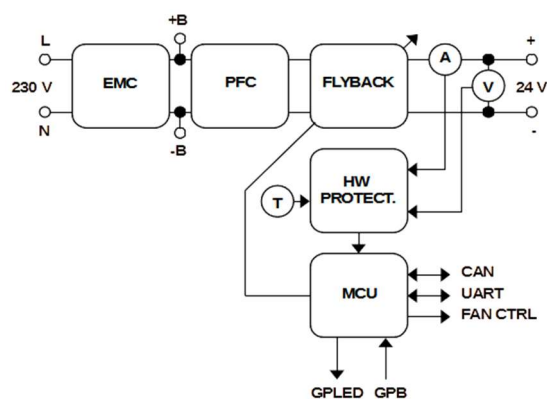 +B
L
A
+
230 V
EMC
PFC
FLYBACK
V
24 V
N
-B
-
HW
PROTECT.
T
MCU
CAN
UART
FAN CTRL
GPLED
GPB